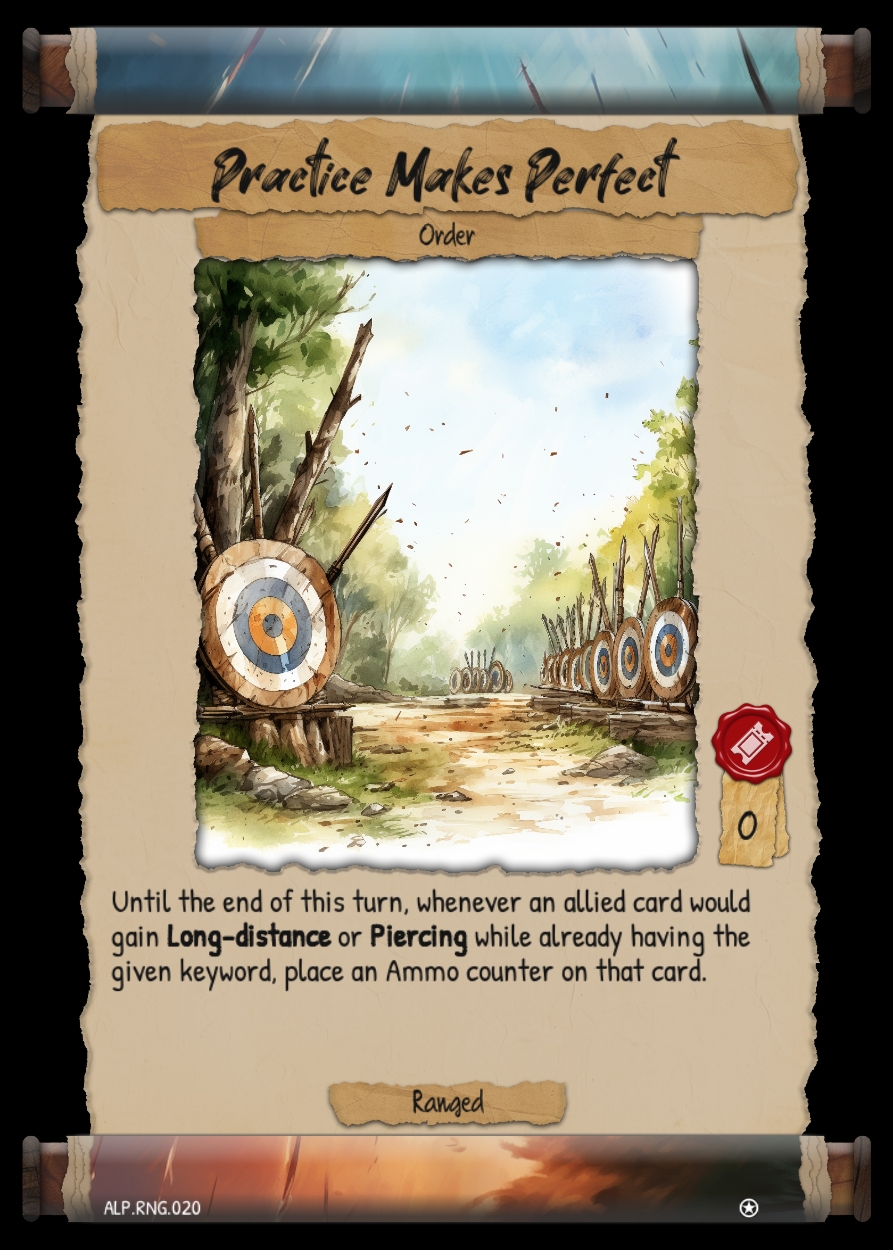 Practice Makes Perfect
Order
0
Until the end of this turn, whenever an allied card would
gain Long-distance or Piercing while already having the
given keyword, place an Ammo counter on that card.
Ranged
ALP.RNG.020